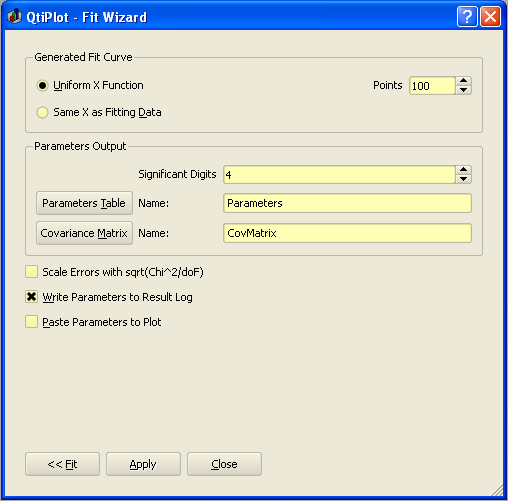 QtiPlot - Fit Wizard
Generated Fit Curve
Uniform X Function
Points 100
Same X as Fitting Data
Parameters Output
Significant Digits 4
Parameters Table Name: Parameters
Covariance Matrix Name: CovMatrix
Scale Errors with sqrt(Chi^2/doF)
Write Parameters to Result Log
Paste Parameters to Plot
<< Fit Apply Close